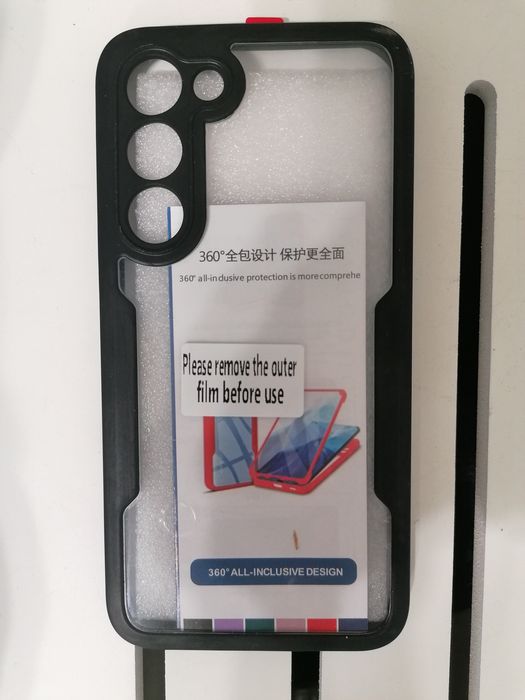 360°全包设计 保护更全面
360° all-inclusive protection is more comprehe
Please remove the outer
film before use
360° ALL-INCLUSIVE DESIGN